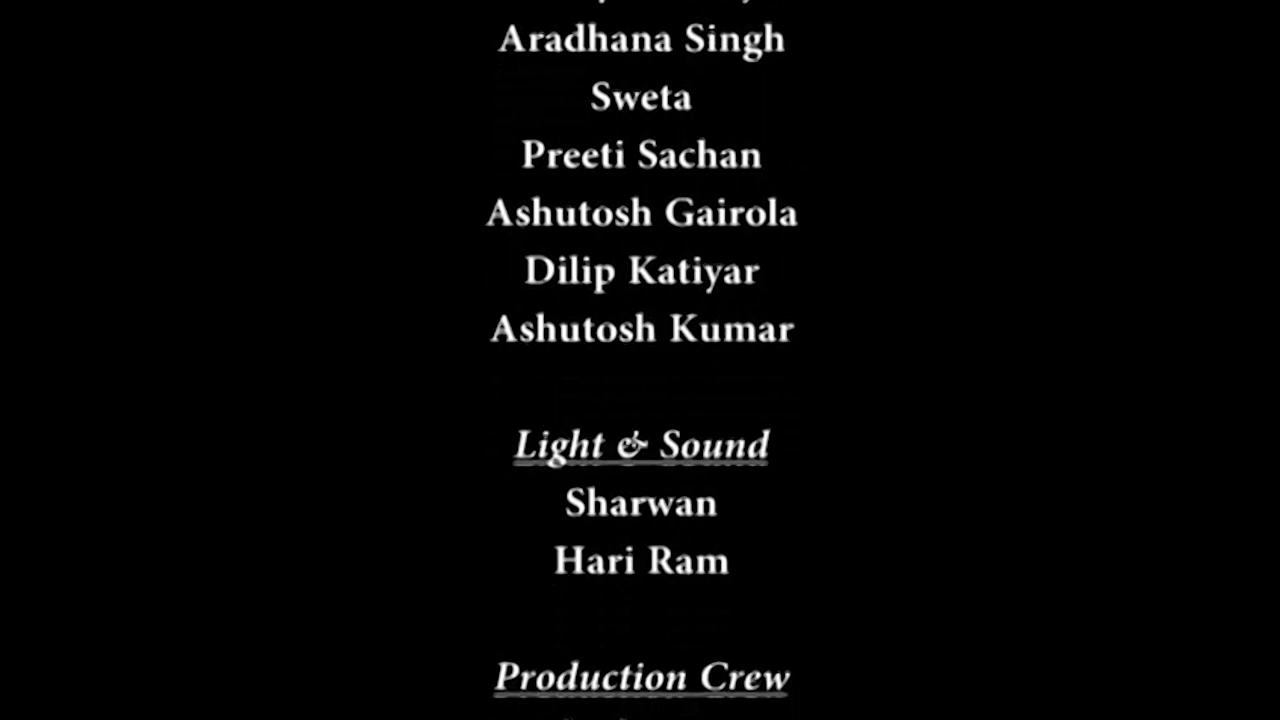 Aradhana Singh
Sweta
Preeti Sachan
Ashutosh Gairola
Dilip Katiyar
Ashutosh Kumar
Light & Sound
Sharwan
Hari Ram
Production Crew